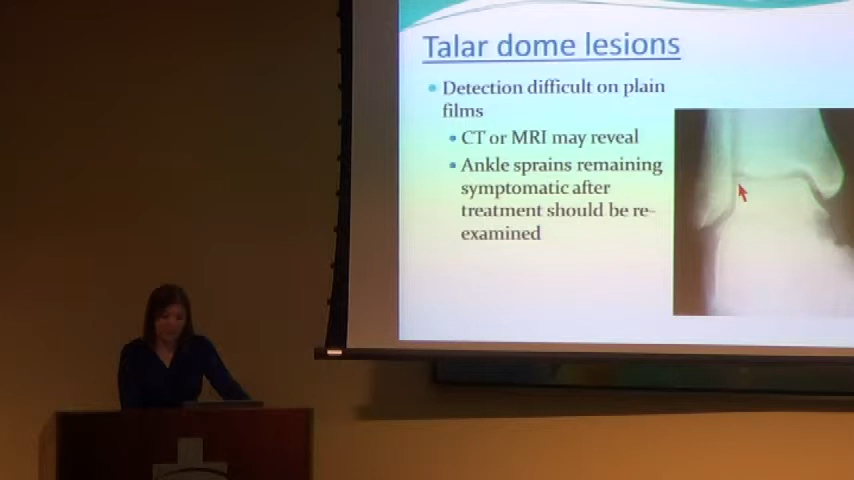 Talar dome lesions
Detection difficult on plain
films
CT or MRI may reveal
Ankle sprains remaining
symptomatic after
treatment should be re-
examined